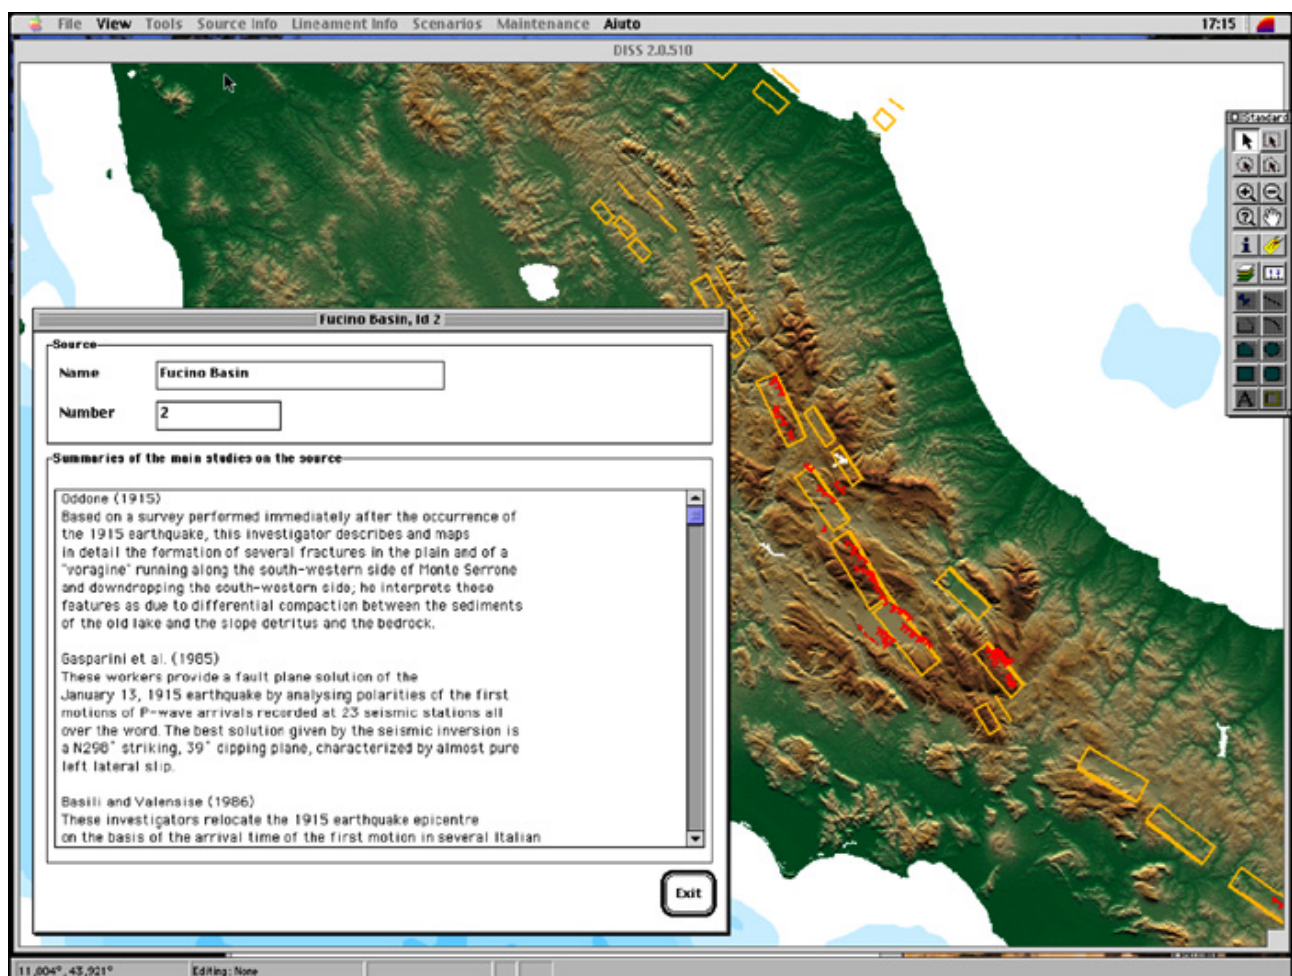 File View Tools Source Info Lineament Info Scenarios Maintenance Aiuto 17:15
DISS 2.0.510
Standard
Fucino Basin, Id 2
Source
Name Fucino Basin
Number 2
Summaries of the main studies on the source
Oddone (1915)
Based on a survey performed immediately after the occurrence of
the 1915 earthquake, this investigator describes and maps
in detail the formation of several fractures in the plain and of a
"voragine" running along the south-western side of Monte Serrone
and downdropping the south-western side; he interprets these
features as due to differential compaction between the sediments
of the old lake and the slope detritus and the bedrock.
Gasparini et al. (1985)
These workers provide a fault plane solution of the
January 13, 1915 earthquake by analysing polarities of the first
motions of P-wave arrivals recorded at 23 seismic stations all
over the word. The best solution given by the seismic inversion is
a N298° striking, 39° dipping plane, characterized by almost pure
left lateral slip.
Basili and Valensise (1986)
These investigators relocate the 1915 earthquake epicentre
on the basis of the arrival time of the first motion in several Italian
Exit
11,004°, 43,921° Editing: None